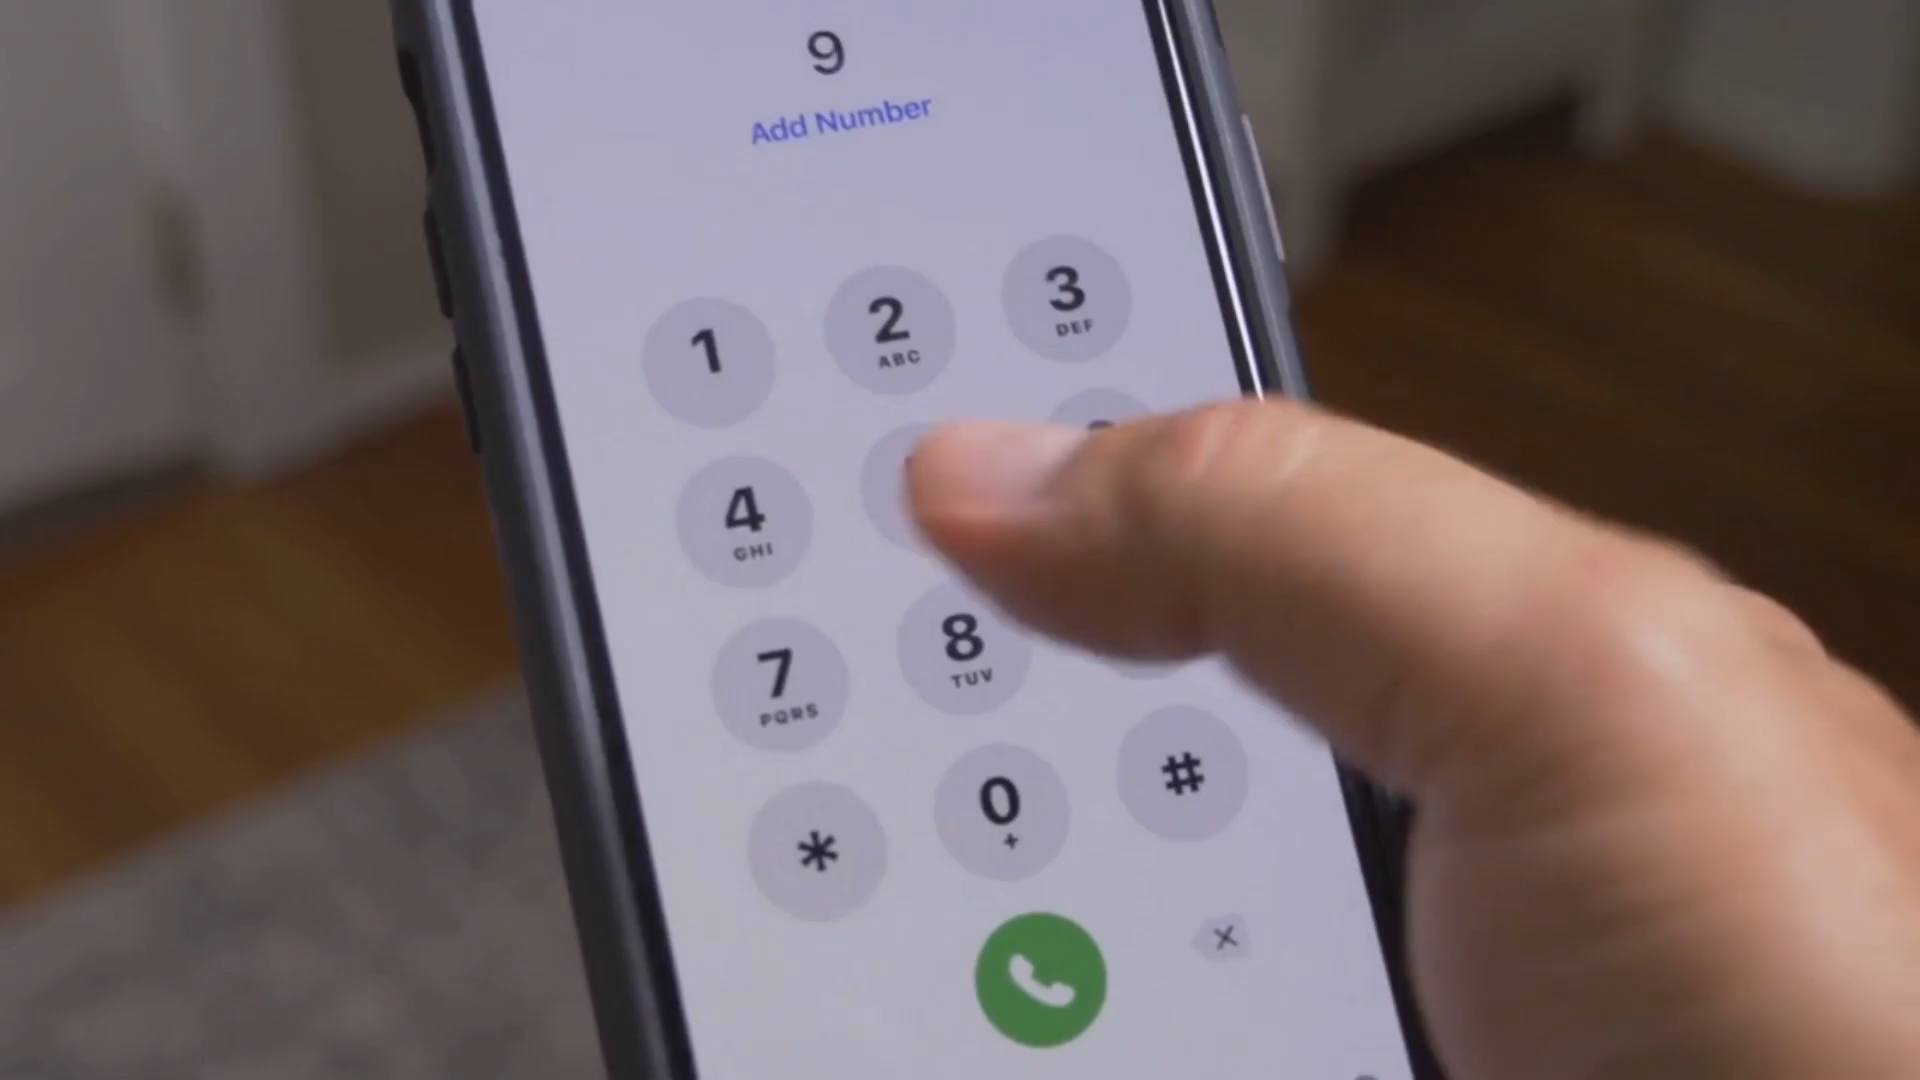 9
Add Number
1 2 3
ABC DEF
4
GHI
7 8
PQRS TUV
* 0 #
+